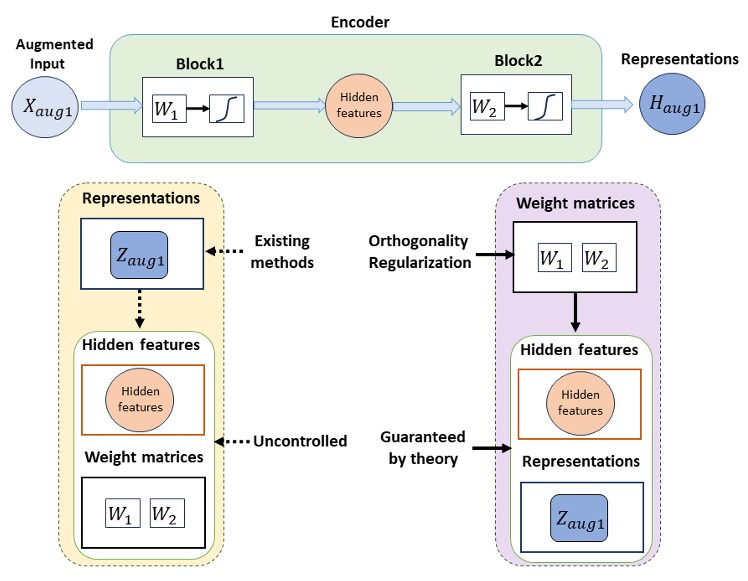 Encoder
Augmented
Input
Block1
Block2
Representations
X_aug1
W_1
Hidden
features
W_2
H_aug1
Representations
Z_aug1
Existing
methods
Hidden features
Hidden
features
Uncontrolled
Weight matrices
W_1 W_2
Weight matrices
Orthogonality
Regularization
W_1 W_2
Hidden features
Hidden
features
Guaranteed
by theory
Representations
Z_aug1